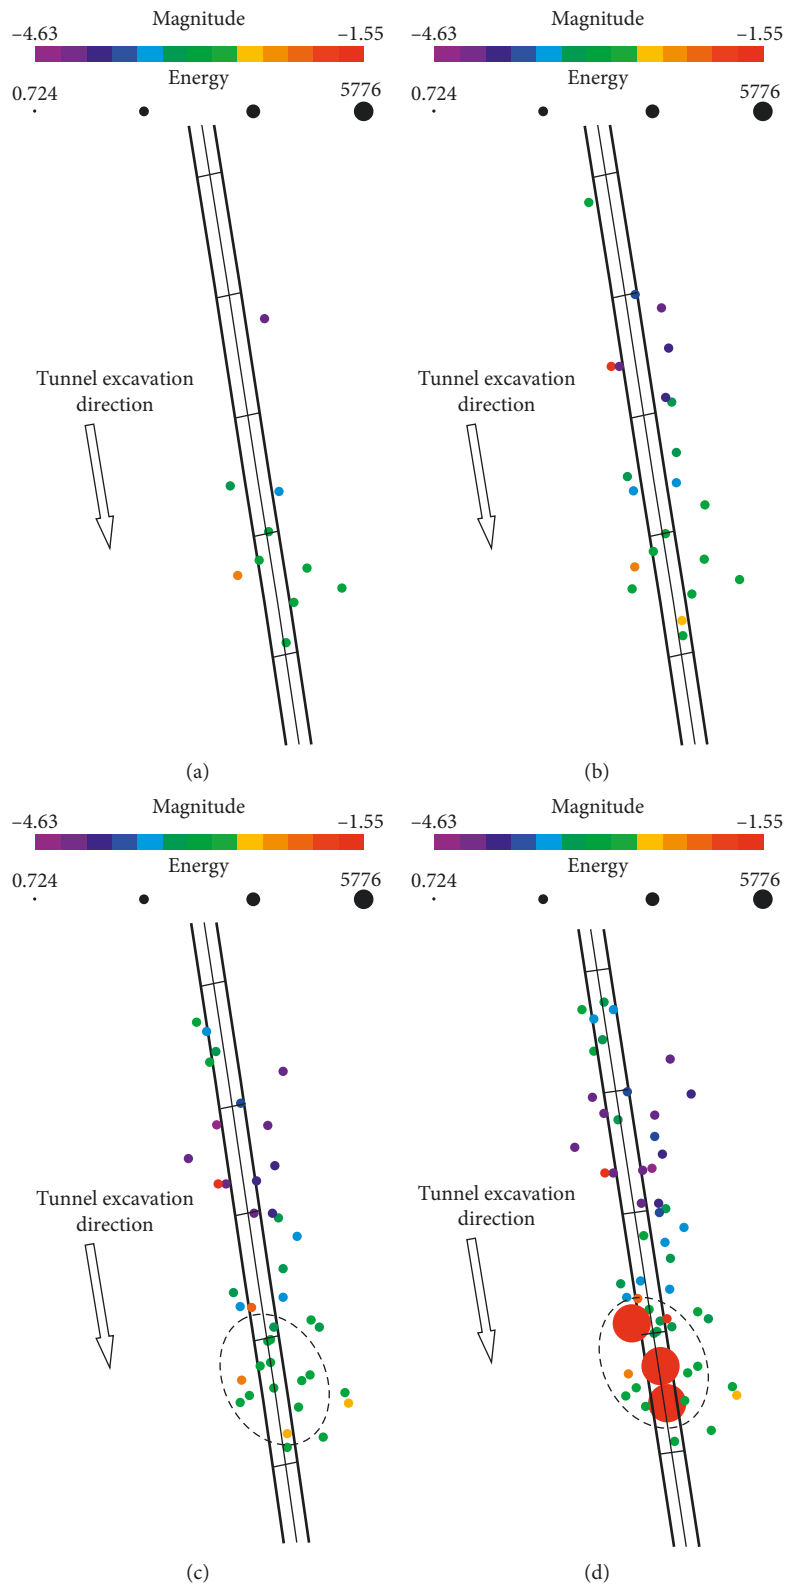 Magnitude
−4.63 −1.55
Energy
0.724 5776
Tunnel excavation
direction
(a)
Magnitude
−4.63 −1.55
Energy
0.724 5776
Tunnel excavation
direction
(b)
Magnitude
−4.63 −1.55
Energy
0.724 5776
Tunnel excavation
direction
(c)
Magnitude
−4.63 −1.55
Energy
0.724 5776
Tunnel excavation
direction
(d)